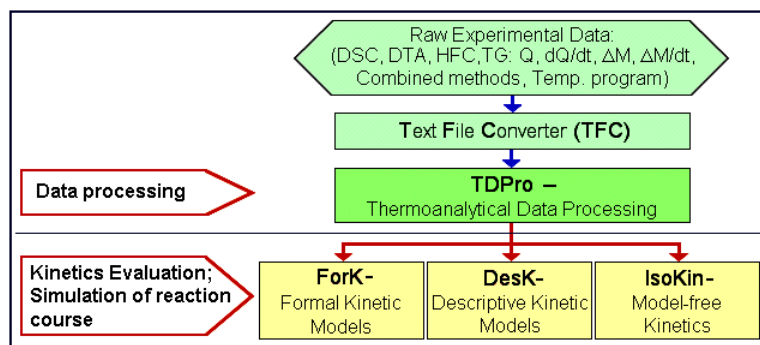 Raw Experimental Data:
(DSC, DTA, HFC,TG: Q, dQ/dt, ΔM, ΔM/dt,
Combined methods, Temp. program)
Text File Converter (TFC)
Data processing
TDPro –
Thermoanalytical Data Processing
Kinetics Evaluation;
Simulation of reaction
course
ForK-
Formal Kinetic
Models
DesK-
Descriptive Kinetic
Models
IsoKin-
Model-free
Kinetics